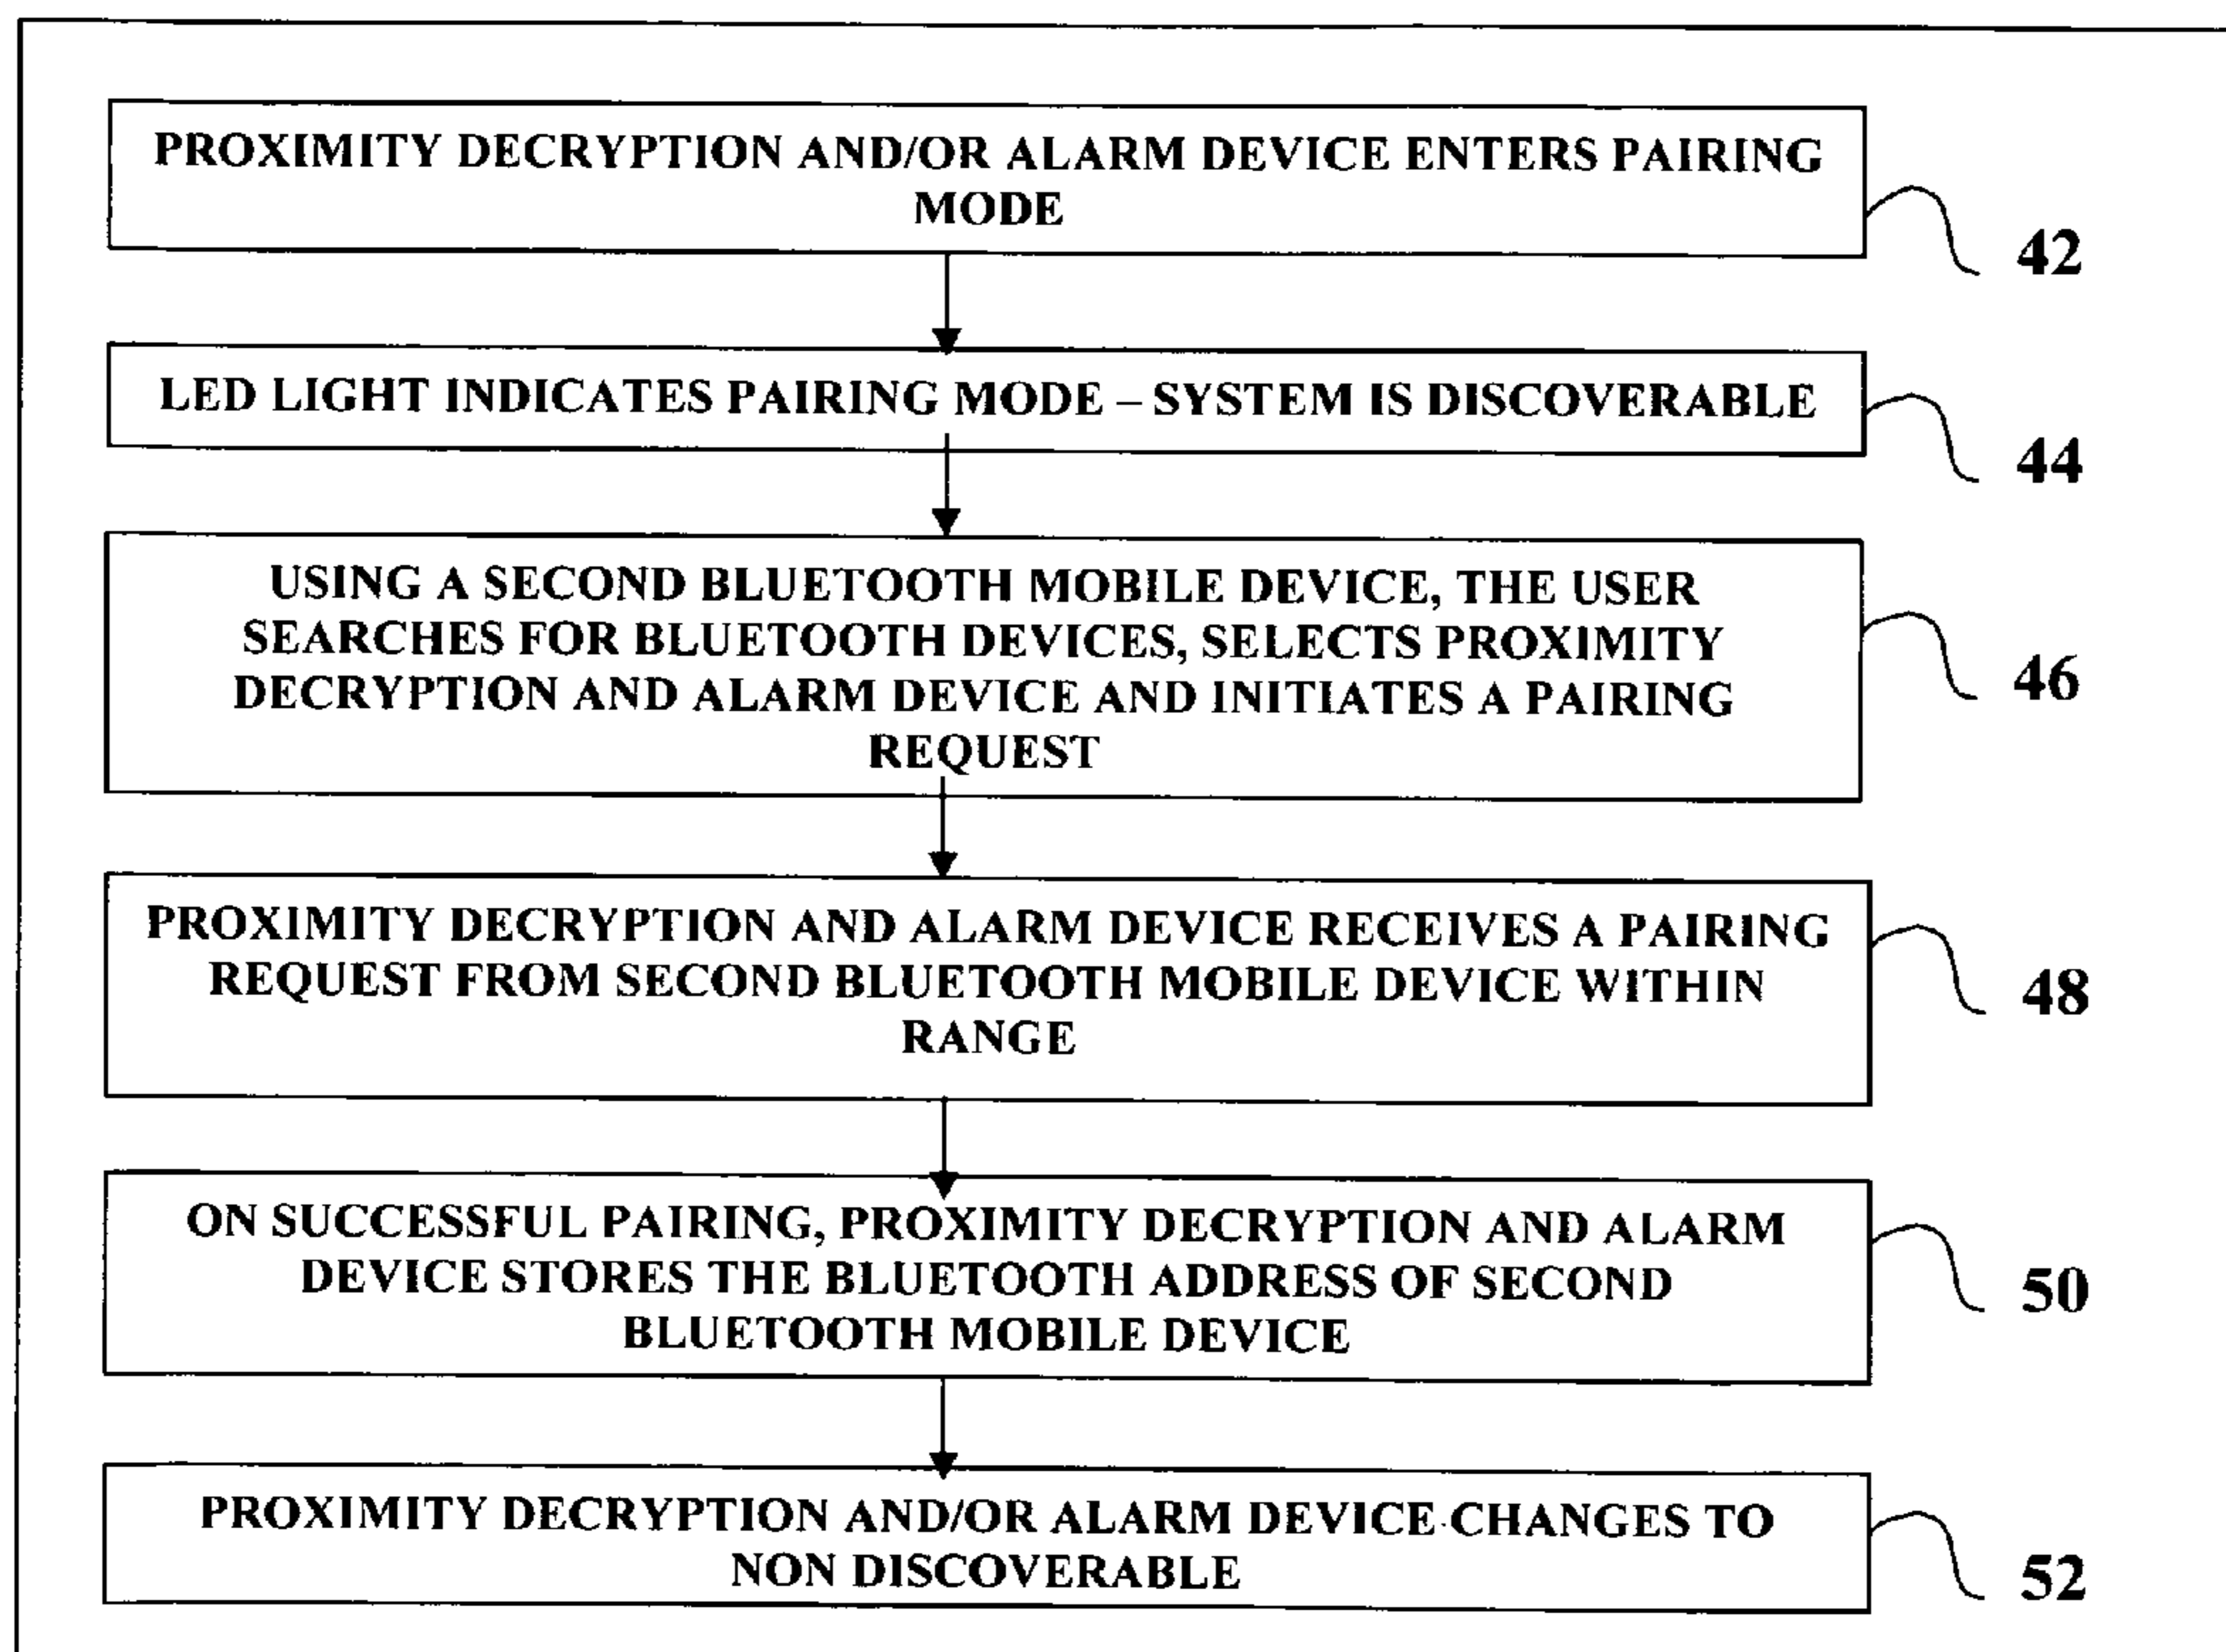 PROXIMITY DECRYPTION AND/OR ALARM DEVICE ENTERS PAIRING
MODE
42
LED LIGHT INDICATES PAIRING MODE – SYSTEM IS DISCOVERABLE
44
USING A SECOND BLUETOOTH MOBILE DEVICE, THE USER
SEARCHES FOR BLUETOOTH DEVICES, SELECTS PROXIMITY
DECRYPTION AND ALARM DEVICE AND INITIATES A PAIRING
REQUEST
46
PROXIMITY DECRYPTION AND ALARM DEVICE RECEIVES A PAIRING
REQUEST FROM SECOND BLUETOOTH MOBILE DEVICE WITHIN
RANGE
48
ON SUCCESSFUL PAIRING, PROXIMITY DECRYPTION AND ALARM
DEVICE STORES THE BLUETOOTH ADDRESS OF SECOND
BLUETOOTH MOBILE DEVICE
50
PROXIMITY DECRYPTION AND/OR ALARM DEVICE CHANGES TO
NON DISCOVERABLE
52